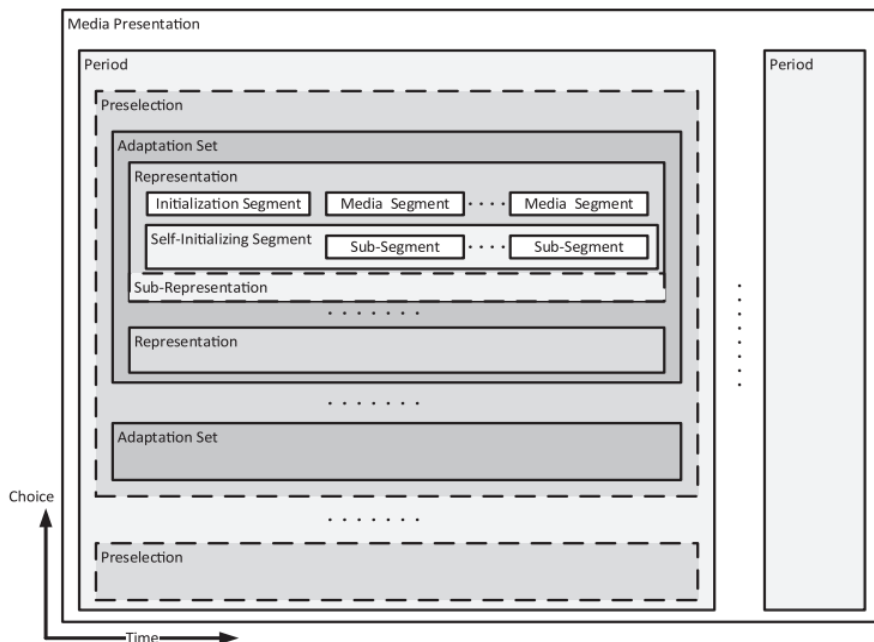 Media Presentation
Period
Period
Preselection
Adaptation Set
Representation
Initialization Segment
Media Segment
Media Segment
Self-Initializing Segment
Sub-Segment
Sub-Segment
Sub-Representation
Representation
Adaptation Set
Choice
Preselection
Time